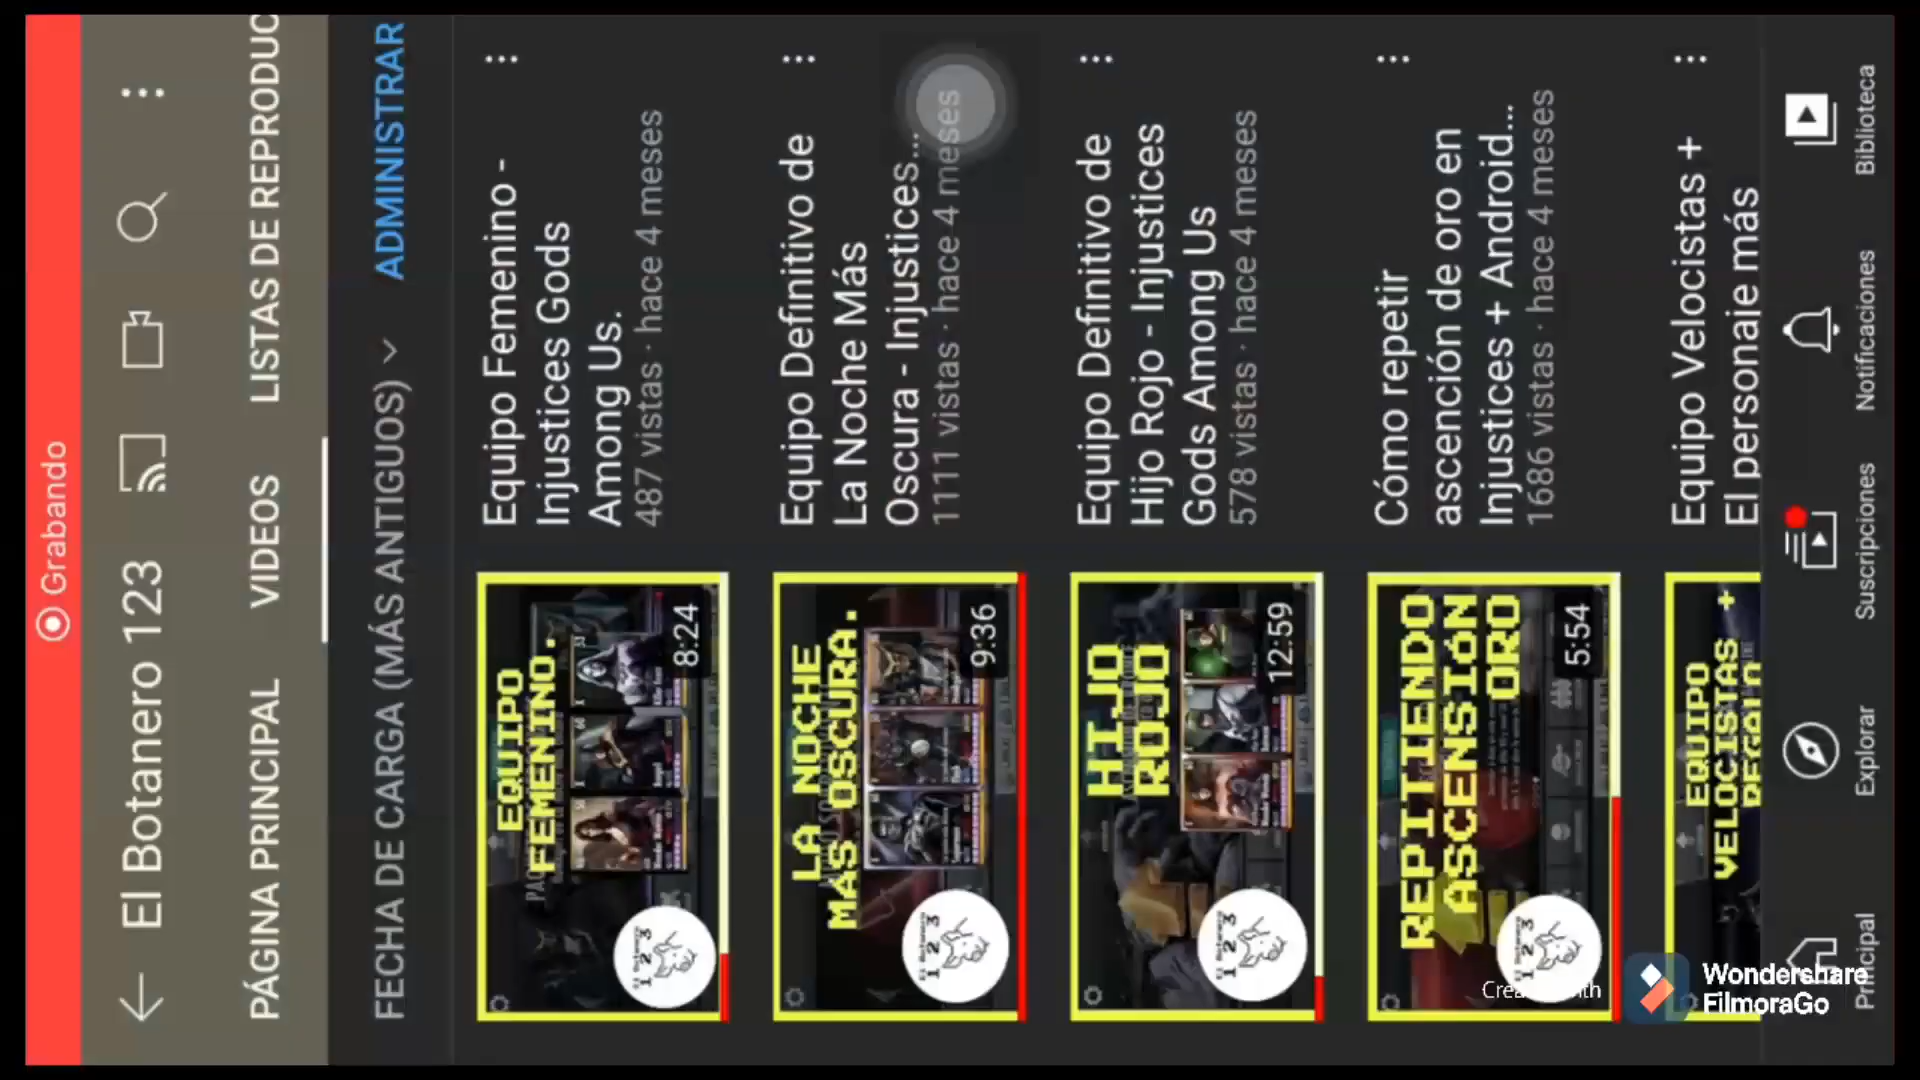 Grabando
El Botanero 123
PÁGINA PRINCIPAL
VIDEOS
LISTAS DE REPRODUC
FECHA DE CARGA (MÁS ANTIGUOS)
ADMINISTRAR
EQUIPO
FEMENINO.
8:24
Equipo Femenino -
Injustices Gods
Among Us.
487 vistas · hace 4 meses
LA NOCHE
MAS OSCURA.
9:36
Equipo Definitivo de
La Noche Más
Oscura - Injustices...
1111 vistas · hace 4 meses
HIJO
ROJO
12:59
Equipo Definitivo de
Hijo Rojo - Injustices
Gods Among Us
578 vistas · hace 4 meses
REPITIENDO
ASCENSIÓN
ORO
5:54
Cómo repetir
ascención de oro en
Injustices + Android...
1686 vistas · hace 4 meses
EQUIPO
VELOCISTAS +
Equipo Velocistas +
El personaje más
Principal
Explorar
Suscripciones
Notificaciones
Biblioteca
Wondershare
FilmoraGo